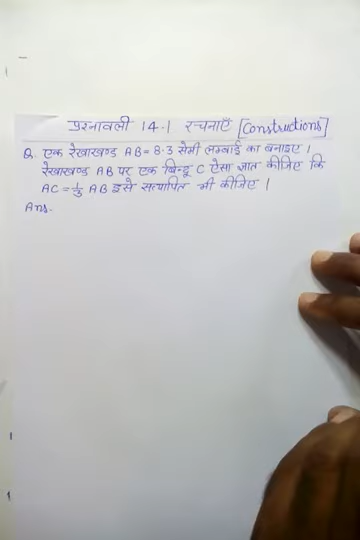 प्रश्नावली 14.1 रचनाएँ [Constructions]
Q. एक रेखाखण्ड AB = 8.3 सेमी लम्बाई का बनाइए।
रेखाखण्ड AB पर एक बिन्दू C ऐसा ज्ञात कीजिए कि
AC = 1/3 AB इसे सत्यापित भी कीजिए।
Ans.